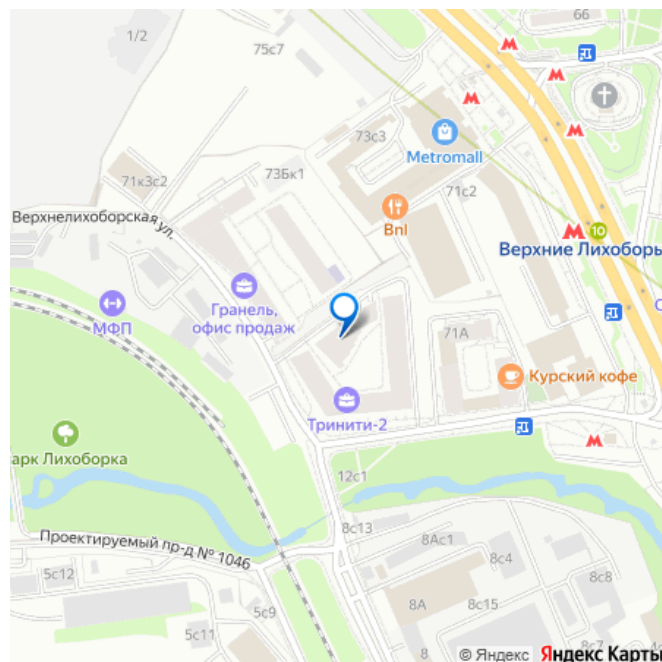 66
1/2
75с7
73с3
Metromall
71к3с2
73Бк1
71с2
Верхнелихоборская ул.
Bnl
10
Верхние Лихоборы
Гранель,
офис продаж
МФП
71А
Курский кофе
Тринити-2
арк Лихоборка
12с1
8с13
Проектируемый пр-д № 1046
8Ас1
8с4
5с12
8с8
8А
8с15
5с9
5с11
8
8с7
© Яндекс
Яндекс Карты